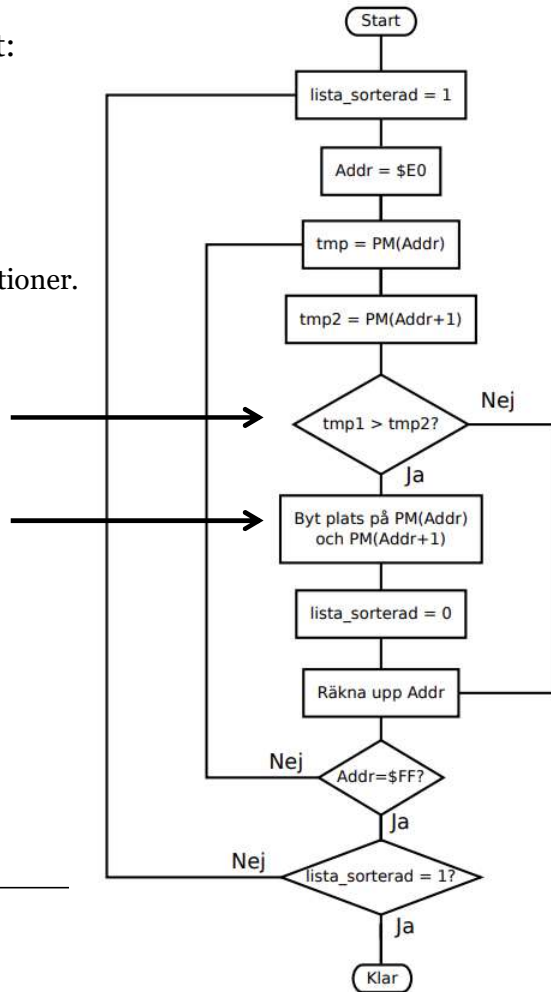 t:
tioner.
Start
lista_sorterad = 1
Addr = $E0
tmp = PM(Addr)
tmp2 = PM(Addr+1)
tmp1 > tmp2?
Nej
Ja
Byt plats på PM(Addr)
och PM(Addr+1)
lista_sorterad = 0
Räkna upp Addr
Addr=$FF?
Nej
Ja
lista_sorterad = 1?
Nej
Ja
Klar